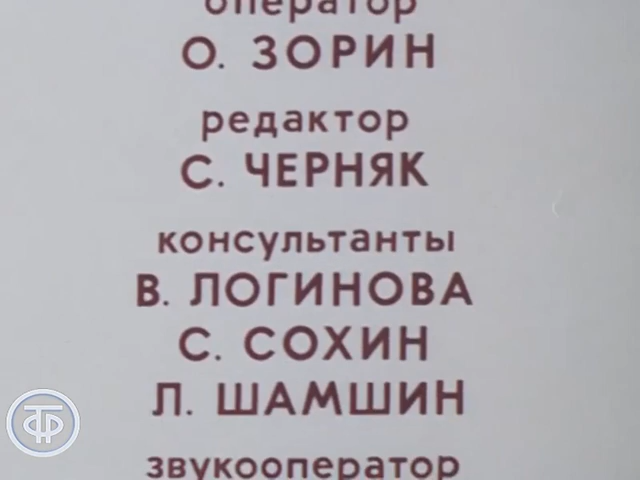 оператор
О. ЗОРИН
редактор
С. ЧЕРНЯК
консультанты
В. ЛОГИНОВА
С. СОХИН
Л. ШАМШИН
звукооператор